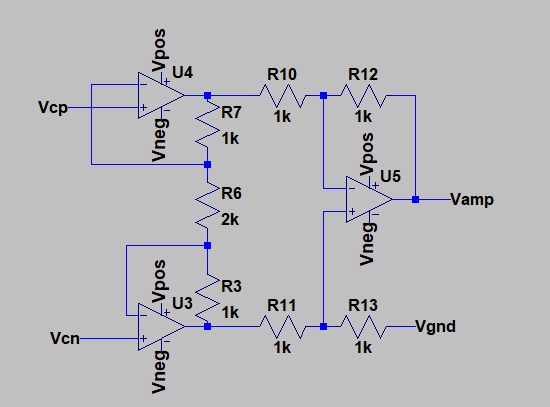 Vpos
U4
R10
R12
Vcp
R7
1k
1k
1k
Vneg
Vpos
R6
2k
U5
Vamp
Vneg
Vpos
U3
R3
1k
R11
R13
Vcn
Vgnd
1k
1k
Vneg